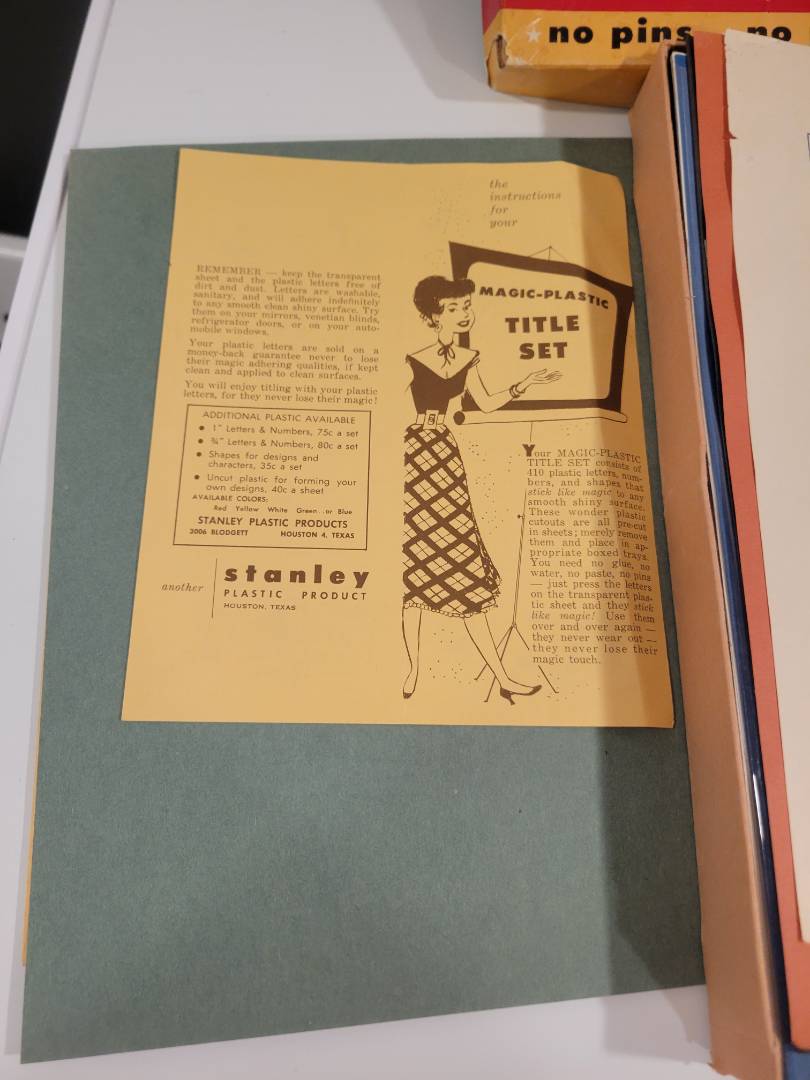 no pins no
the
instructions
for
your
MAGIC-PLASTIC
TITLE
SET
REMEMBER — keep the transparent
sheet and the plastic letters free of
dirt and dust. Letters are washable,
sanitary, and will adhere indefinitely
to any smooth clean shiny surface. Try
them on your mirrors, venetian blinds,
refrigerator doors, or on your auto-
mobile windows.
Your plastic letters are sold on a
money-back guarantee never to lose
their magic adhering qualities, if kept
clean and applied to clean surfaces.
You will enjoy titling with your plastic
letters, for they never lose their magic!
ADDITIONAL PLASTIC AVAILABLE
● 1" Letters & Numbers, 75c a set
● ¾" Letters & Numbers, 80c a set
● Shapes for designs and
characters, 35c a set
● Uncut plastic for forming your
own designs, 40c a sheet
AVAILABLE COLORS:
Red Yellow White Green . . or Blue
STANLEY PLASTIC PRODUCTS
3006 BLODGETT HOUSTON 4, TEXAS
another
stanley
PLASTIC PRODUCT
HOUSTON, TEXAS
Your MAGIC-PLASTIC
TITLE SET consists of
410 plastic letters, num-
bers, and shapes that
stick like magic to any
smooth shiny surface.
These wonder plastic
cutouts are all pre-cut
in sheets; merely remove
them and place in ap-
propriate boxed trays.
You need no glue, no
water, no paste, no pins
— just press the letters
on the transparent plas-
tic sheet and they stick
like magic! Use them
over and over again —
they never wear out —
they never lose their
magic touch.